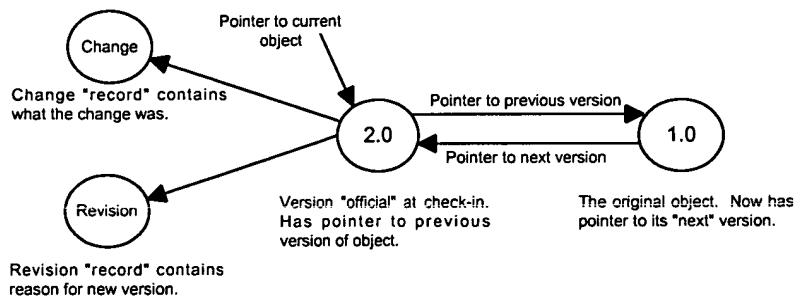 Pointer to current
object
Change
Change "record" contains
what the change was.
Pointer to previous version
2.0
1.0
Pointer to next version
Revision
Version "official" at check-in.
Has pointer to previous
version of object.
The original object. Now has
pointer to its "next" version.
Revision "record" contains
reason for new version.